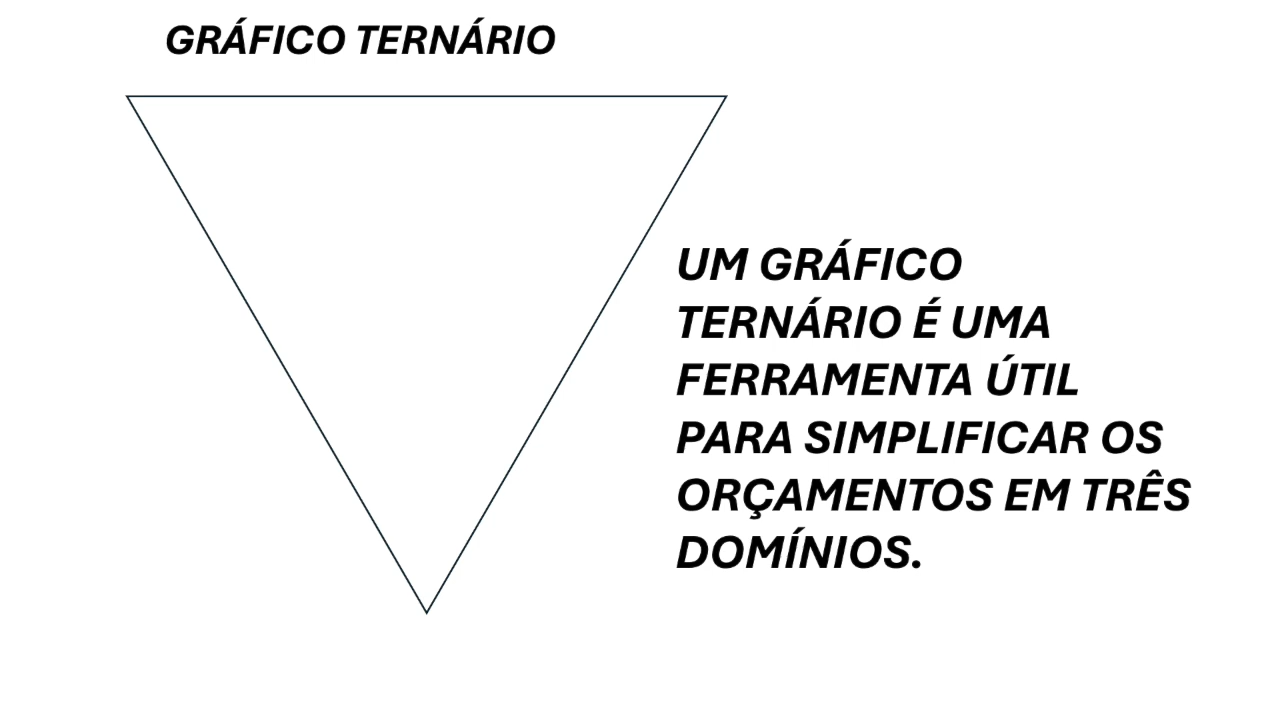 GRÁFICO TERNÁRIO
UM GRÁFICO
TERNÁRIO É UMA
FERRAMENTA ÚTIL
PARA SIMPLIFICAR OS
ORÇAMENTOS EM TRÊS
DOMÍNIOS.